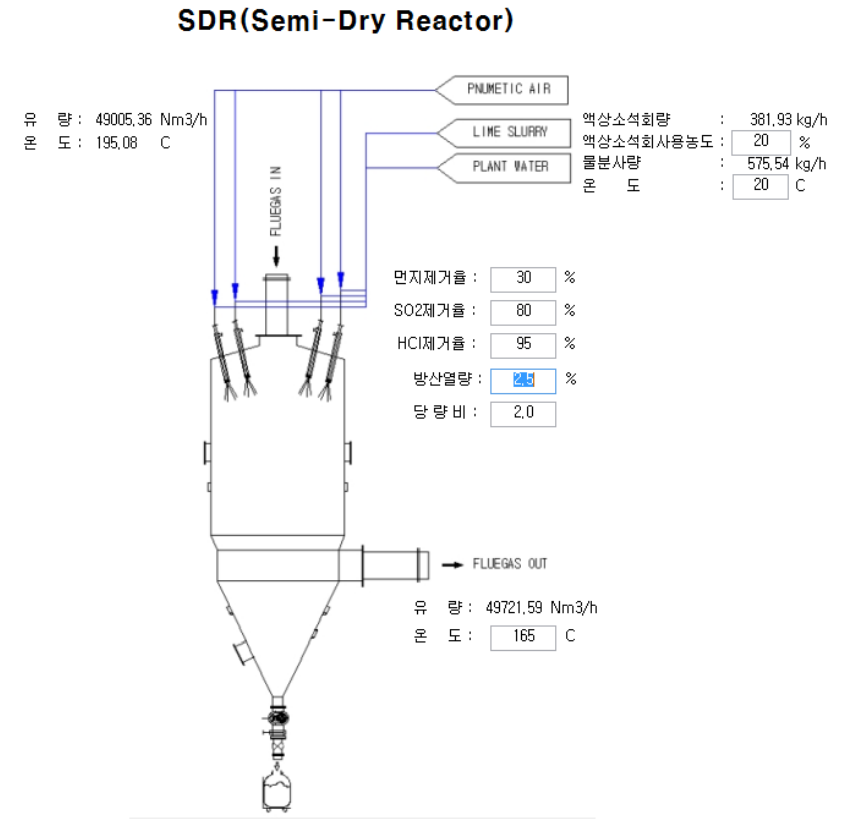 SDR(Semi-Dry Reactor)
PNUMETIC AIR
유 량 : 49005.36 Nm3/h
온 도 : 195.08 C
LIME SLURRY
PLANT WATER
액상소석회량 : 381.93 kg/h
액상소석회사용농도 : 20 %
물분사량 : 575.54 kg/h
온 도 : 20 C
FLUEGAS IN
먼지제거율 : 30 %
SO2제거율 : 80 %
HCl제거율 : 95 %
방산열량 : 2.5 %
당 량 비 : 2.0
FLUEGAS OUT
유 량 : 49721.59 Nm3/h
온 도 : 165 C